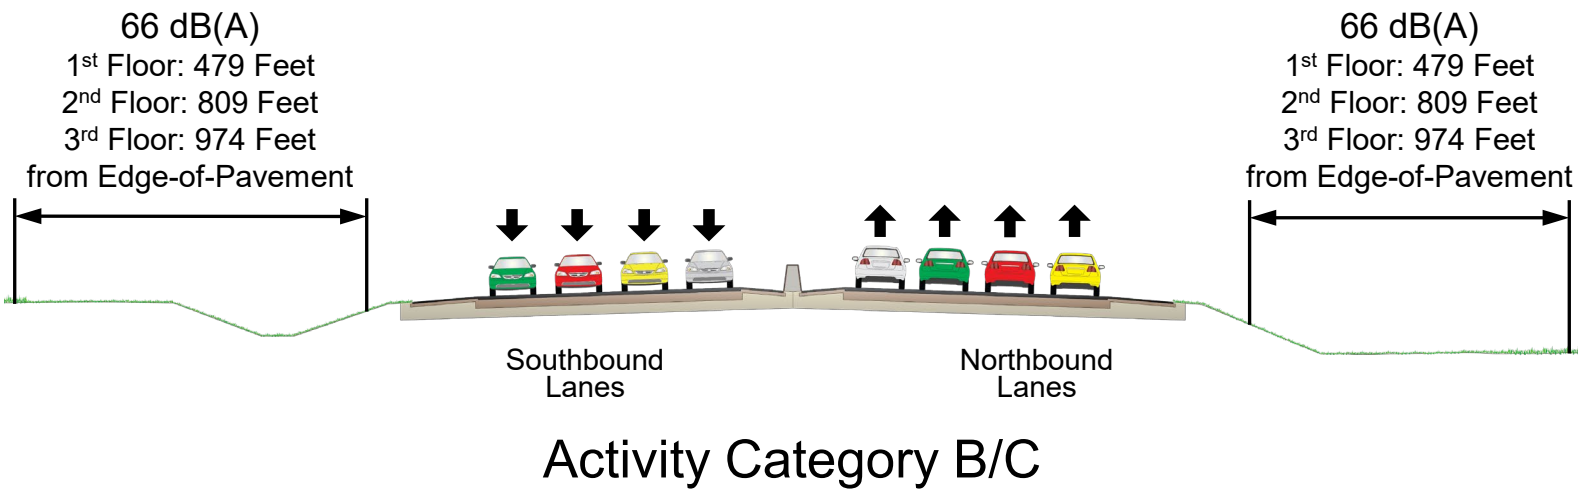 66 dB(A)
1st Floor: 479 Feet
2nd Floor: 809 Feet
3rd Floor: 974 Feet
from Edge-of-Pavement
66 dB(A)
1st Floor: 479 Feet
2nd Floor: 809 Feet
3rd Floor: 974 Feet
from Edge-of-Pavement
Southbound
Lanes
Northbound
Lanes
Activity Category B/C